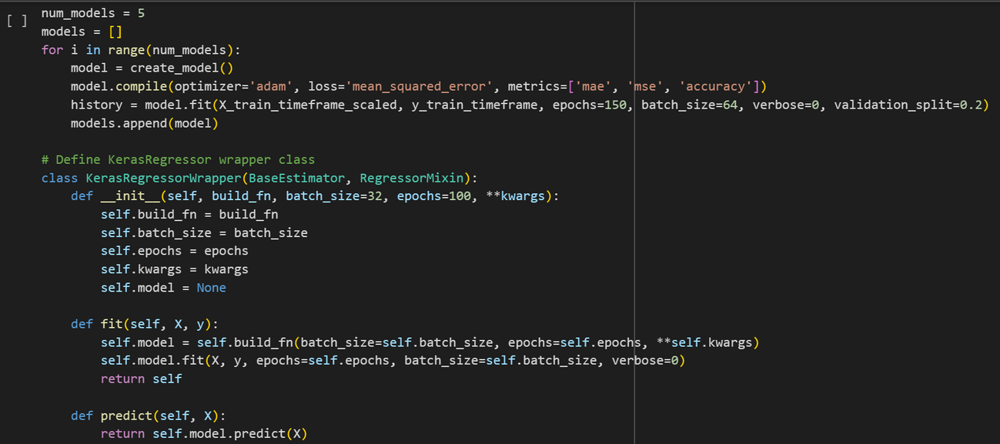 [ ]
num_models = 5
models = []
for i in range(num_models):
    model = create_model()
    model.compile(optimizer='adam', loss='mean_squared_error', metrics=['mae', 'mse', 'accuracy'])
    history = model.fit(X_train_timeframe_scaled, y_train_timeframe, epochs=150, batch_size=64, verbose=0, validation_split=0.2)
    models.append(model)

# Define KerasRegressor wrapper class
class KerasRegressorWrapper(BaseEstimator, RegressorMixin):
    def __init__(self, build_fn, batch_size=32, epochs=100, **kwargs):
        self.build_fn = build_fn
        self.batch_size = batch_size
        self.epochs = epochs
        self.kwargs = kwargs
        self.model = None

    def fit(self, X, y):
        self.model = self.build_fn(batch_size=self.batch_size, epochs=self.epochs, **self.kwargs)
        self.model.fit(X, y, epochs=self.epochs, batch_size=self.batch_size, verbose=0)
        return self

    def predict(self, X):
        return self.model.predict(X)